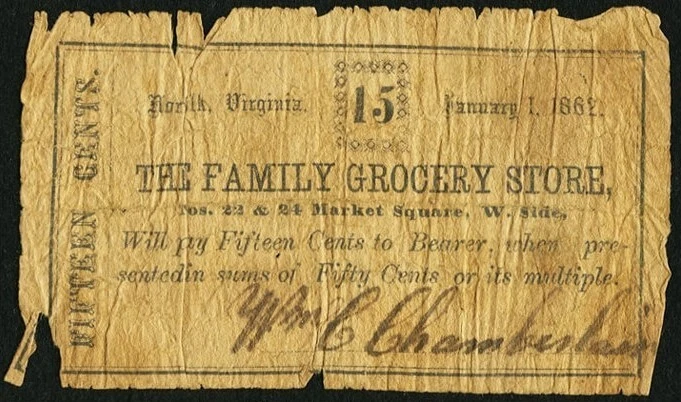 FIFTEEN CENTS.
Norflk, Virginia.
15
January 1, 1862.
THE FAMILY GROCERY STORE,
Nos. 22 & 24 Market Square, W. Side,
Will pay Fifteen Cents to Bearer, when pre-
sentedin sums of Fifty Cents or its multiple.
Wm C Chamberlain